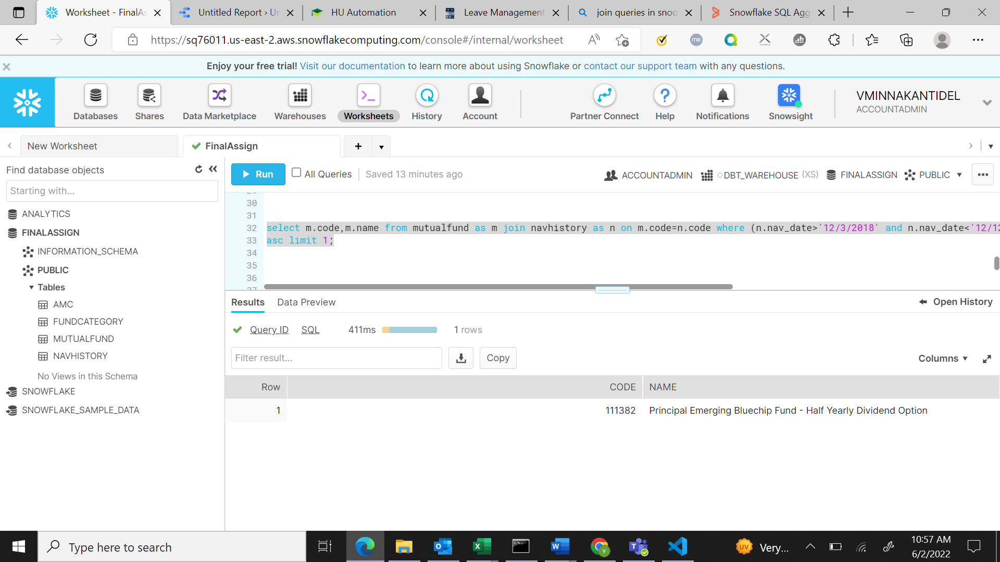 Worksheet - FinalAs
Untitled Report › Un
HU Automation
Leave Management
join queries in snoo
Snowflake SQL Agg
https://sq76011.us-east-2.aws.snowflakecomputing.com/console#/internal/worksheet
Enjoy your free trial! Visit our documentation to learn more about using Snowflake or contact our support team with any questions.
Databases
Shares
Data Marketplace
Warehouses
Worksheets
History
Account
Partner Connect
Help
Notifications
Snowsight
VMINNAKANTIDEL
ACCOUNTADMIN
New Worksheet
FinalAssign
Find database objects
Starting with...
ANALYTICS
FINALASSIGN
INFORMATION_SCHEMA
PUBLIC
Tables
AMC
FUNDCATEGORY
MUTUALFUND
NAVHISTORY
No Views in this Schema
SNOWFLAKE
SNOWFLAKE_SAMPLE_DATA
Run
All Queries
Saved 13 minutes ago
ACCOUNTADMIN
DBT_WAREHOUSE (XS)
FINALASSIGN
PUBLIC
30
31
32 select m.code,m.name from mutualfund as m join navhistory as n on m.code=n.code where (n.nav_date>'12/3/2018' and n.nav_date<'12/12
33 asc limit 1;
34
35
36
37
Results
Data Preview
Open History
Query ID
SQL
411ms
1 rows
Filter result...
Copy
Columns
Row CODE NAME
1 111382 Principal Emerging Bluechip Fund - Half Yearly Dividend Option
Type here to search
UV
Very...
10:57 AM
6/2/2022